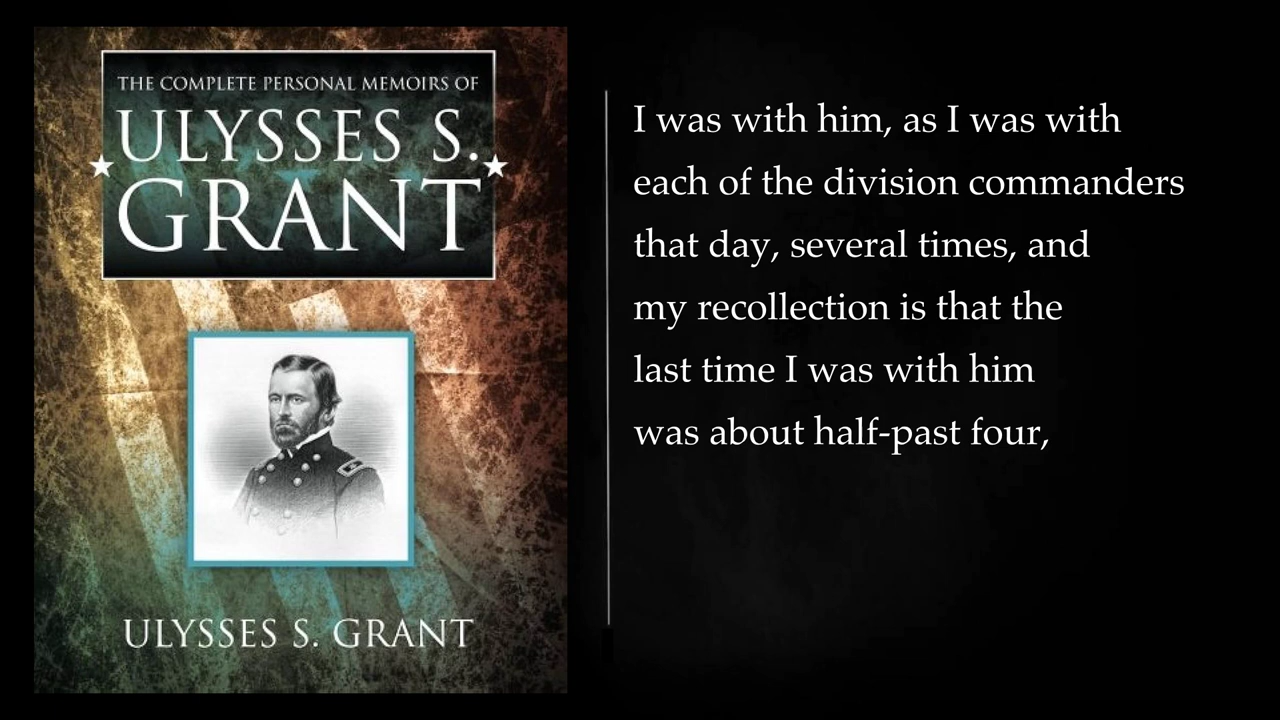 THE COMPLETE PERSONAL MEMOIRS OF
ULYSSES S.
GRANT
ULYSSES S. GRANT
I was with him, as I was with
each of the division commanders
that day, several times, and
my recollection is that the
last time I was with him
was about half-past four,